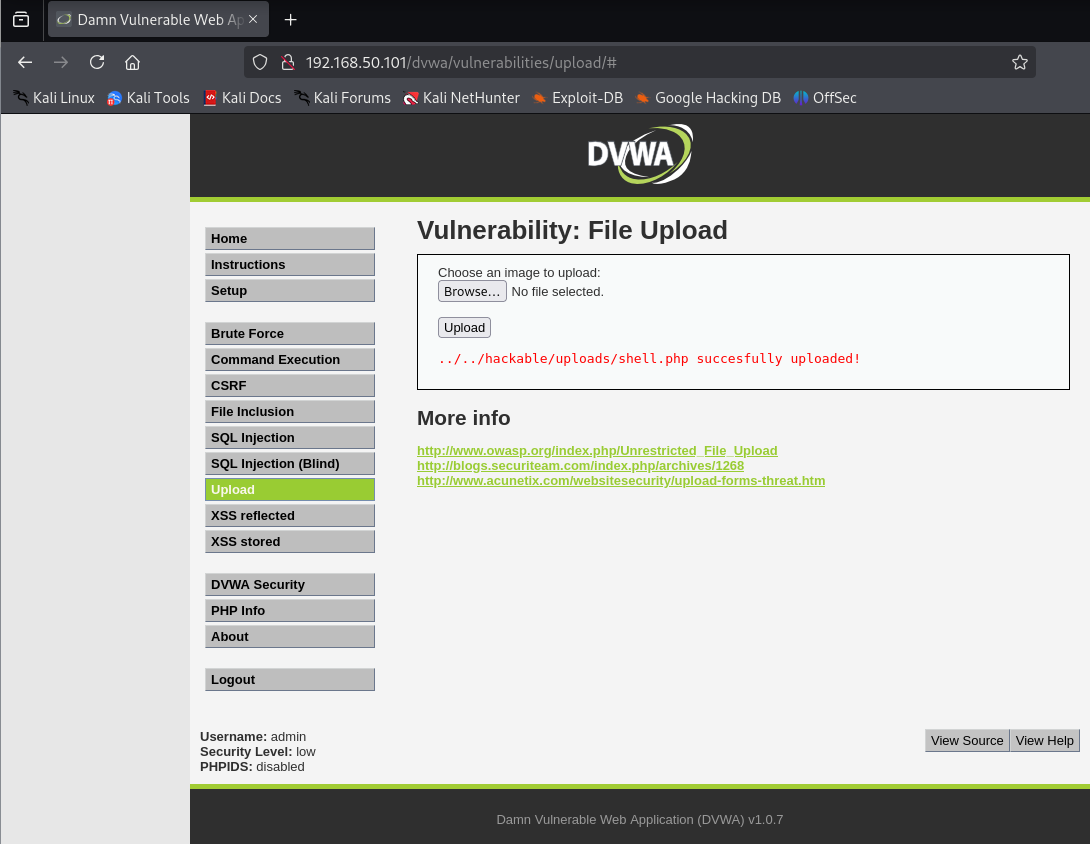 Damn Vulnerable Web Ap
192.168.50.101/dvwa/vulnerabilities/upload/#
Kali Linux Kali Tools Kali Docs Kali Forums Kali NetHunter Exploit-DB Google Hacking DB OffSec
DVWA
Home
Instructions
Setup
Brute Force
Command Execution
CSRF
File Inclusion
SQL Injection
SQL Injection (Blind)
Upload
XSS reflected
XSS stored
DVWA Security
PHP Info
About
Logout
Vulnerability: File Upload
Choose an image to upload:
Browse... No file selected.
Upload
../../hackable/uploads/shell.php succesfully uploaded!
More info
http://www.owasp.org/index.php/Unrestricted_File_Upload
http://blogs.securiteam.com/index.php/archives/1268
http://www.acunetix.com/websitesecurity/upload-forms-threat.htm
Username: admin
Security Level: low
PHPIDS: disabled
View Source View Help
Damn Vulnerable Web Application (DVWA) v1.0.7